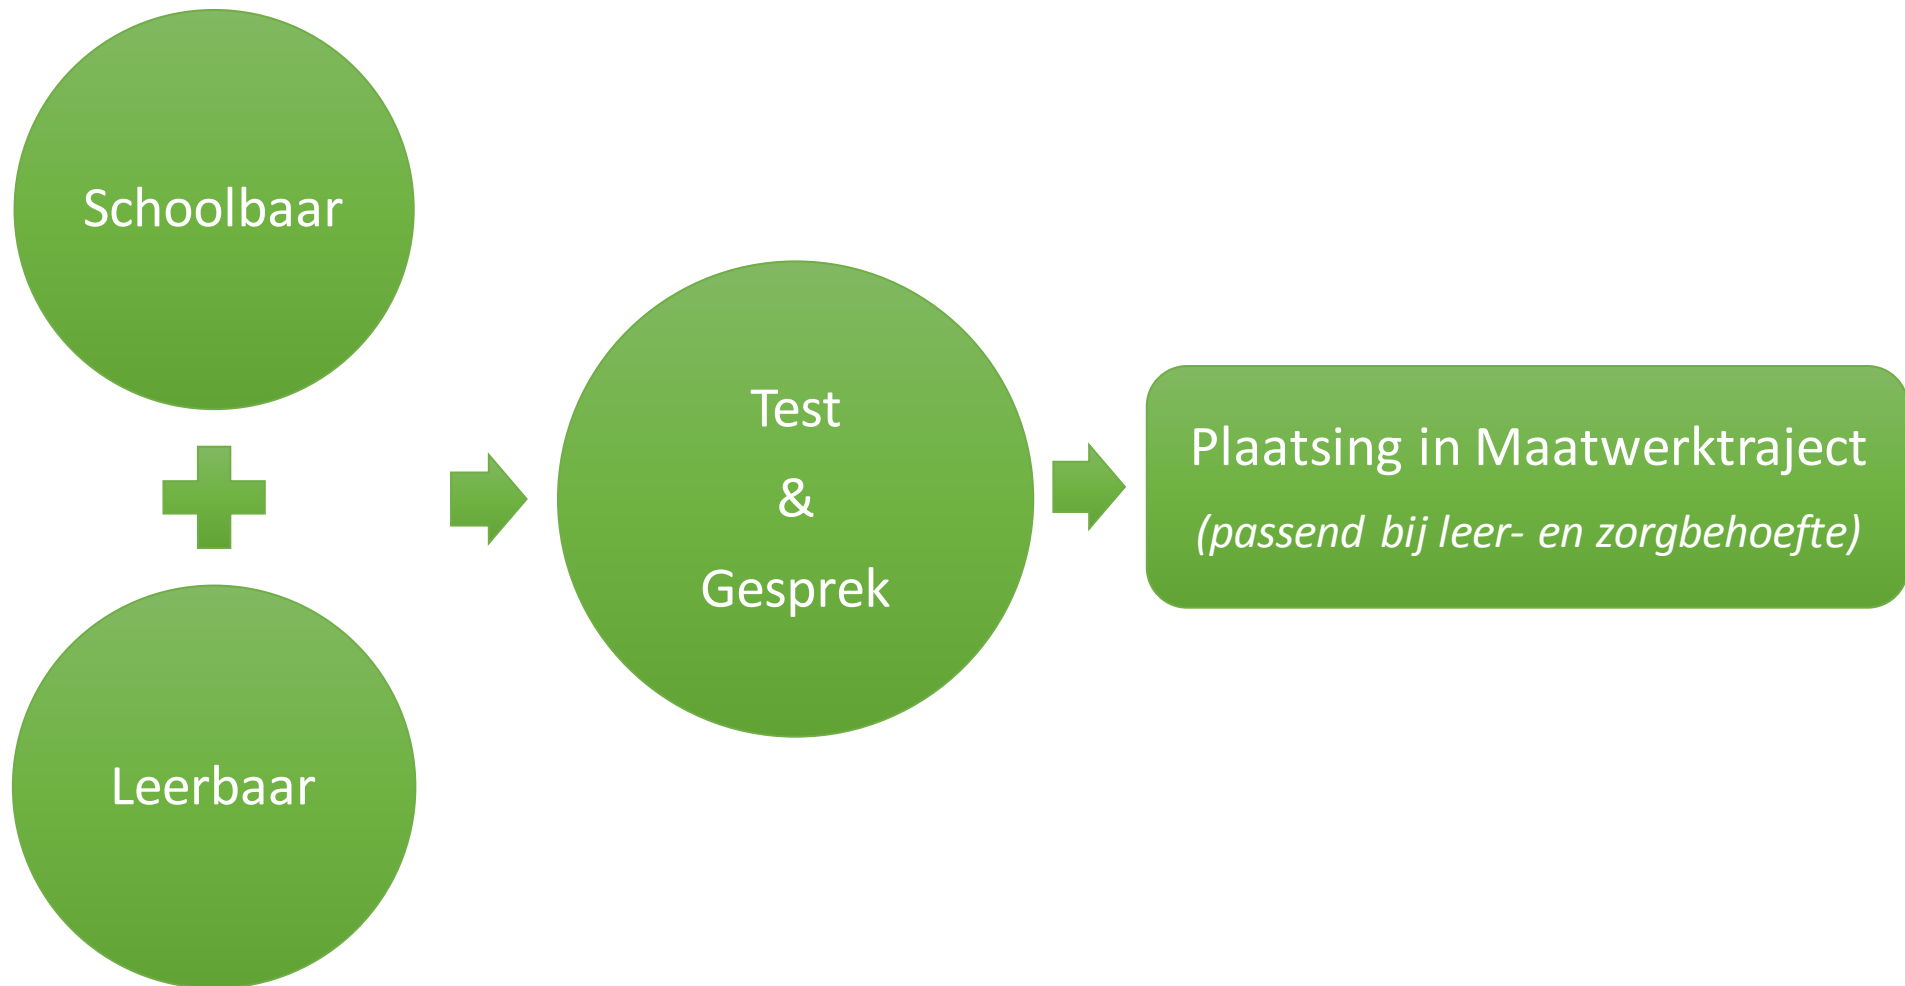 Schoolbaar
Leerbaar
Test
&
Gesprek
Plaatsing in Maatwerktraject
(passend bij leer- en zorgbehoefte)